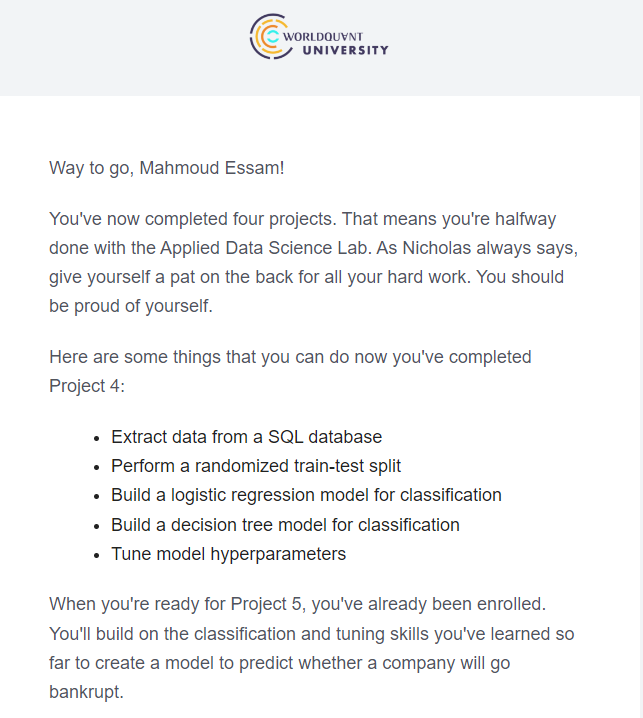 WORLDQUANT
UNIVERSITY
Way to go, Mahmoud Essam!
You've now completed four projects. That means you're halfway
done with the Applied Data Science Lab. As Nicholas always says,
give yourself a pat on the back for all your hard work. You should
be proud of yourself.
Here are some things that you can do now you've completed
Project 4:
• Extract data from a SQL database
• Perform a randomized train-test split
• Build a logistic regression model for classification
• Build a decision tree model for classification
• Tune model hyperparameters
When you're ready for Project 5, you've already been enrolled.
You'll build on the classification and tuning skills you've learned so
far to create a model to predict whether a company will go
bankrupt.